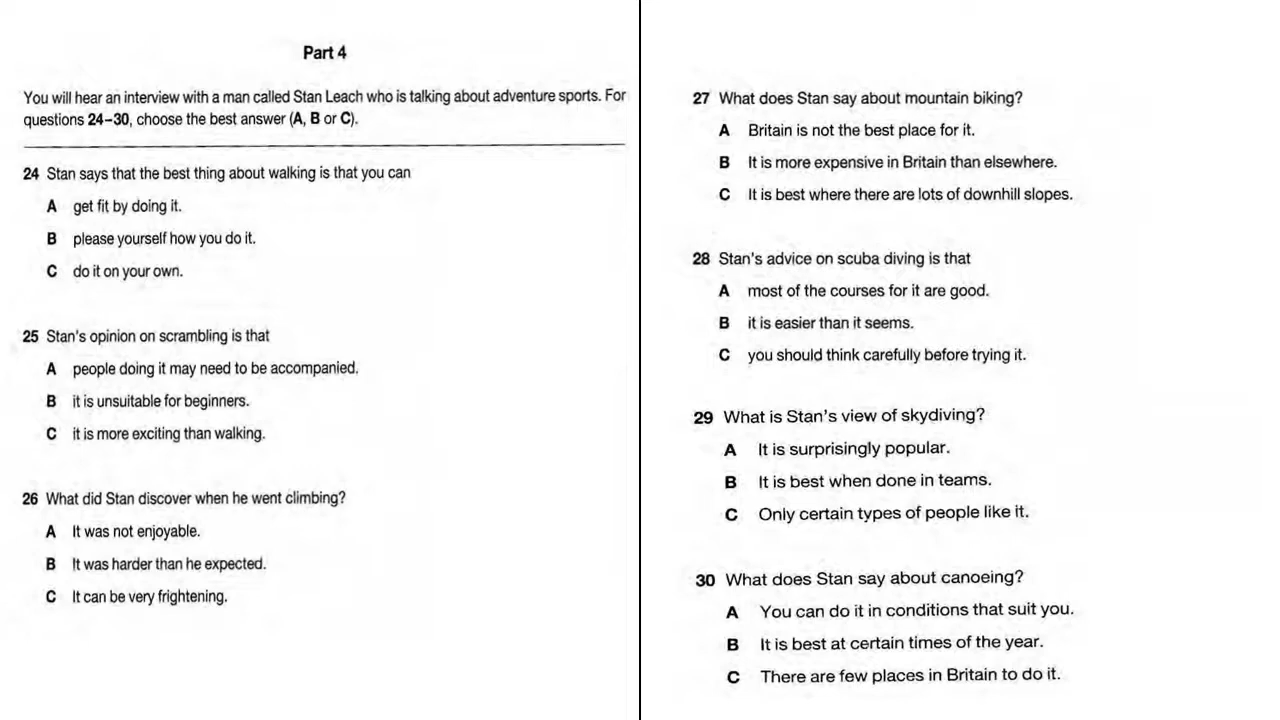 Part 4
You will hear an interview with a man called Stan Leach who is talking about adventure sports. For
questions 24–30, choose the best answer (A, B or C).
24 Stan says that the best thing about walking is that you can
A get fit by doing it.
B please yourself how you do it.
C do it on your own.
25 Stan's opinion on scrambling is that
A people doing it may need to be accompanied.
B it is unsuitable for beginners.
C it is more exciting than walking.
26 What did Stan discover when he went climbing?
A It was not enjoyable.
B It was harder than he expected.
C It can be very frightening.
27 What does Stan say about mountain biking?
A Britain is not the best place for it.
B It is more expensive in Britain than elsewhere.
C It is best where there are lots of downhill slopes.
28 Stan's advice on scuba diving is that
A most of the courses for it are good.
B it is easier than it seems.
C you should think carefully before trying it.
29 What is Stan's view of skydiving?
A It is surprisingly popular.
B It is best when done in teams.
C Only certain types of people like it.
30 What does Stan say about canoeing?
A You can do it in conditions that suit you.
B It is best at certain times of the year.
C There are few places in Britain to do it.